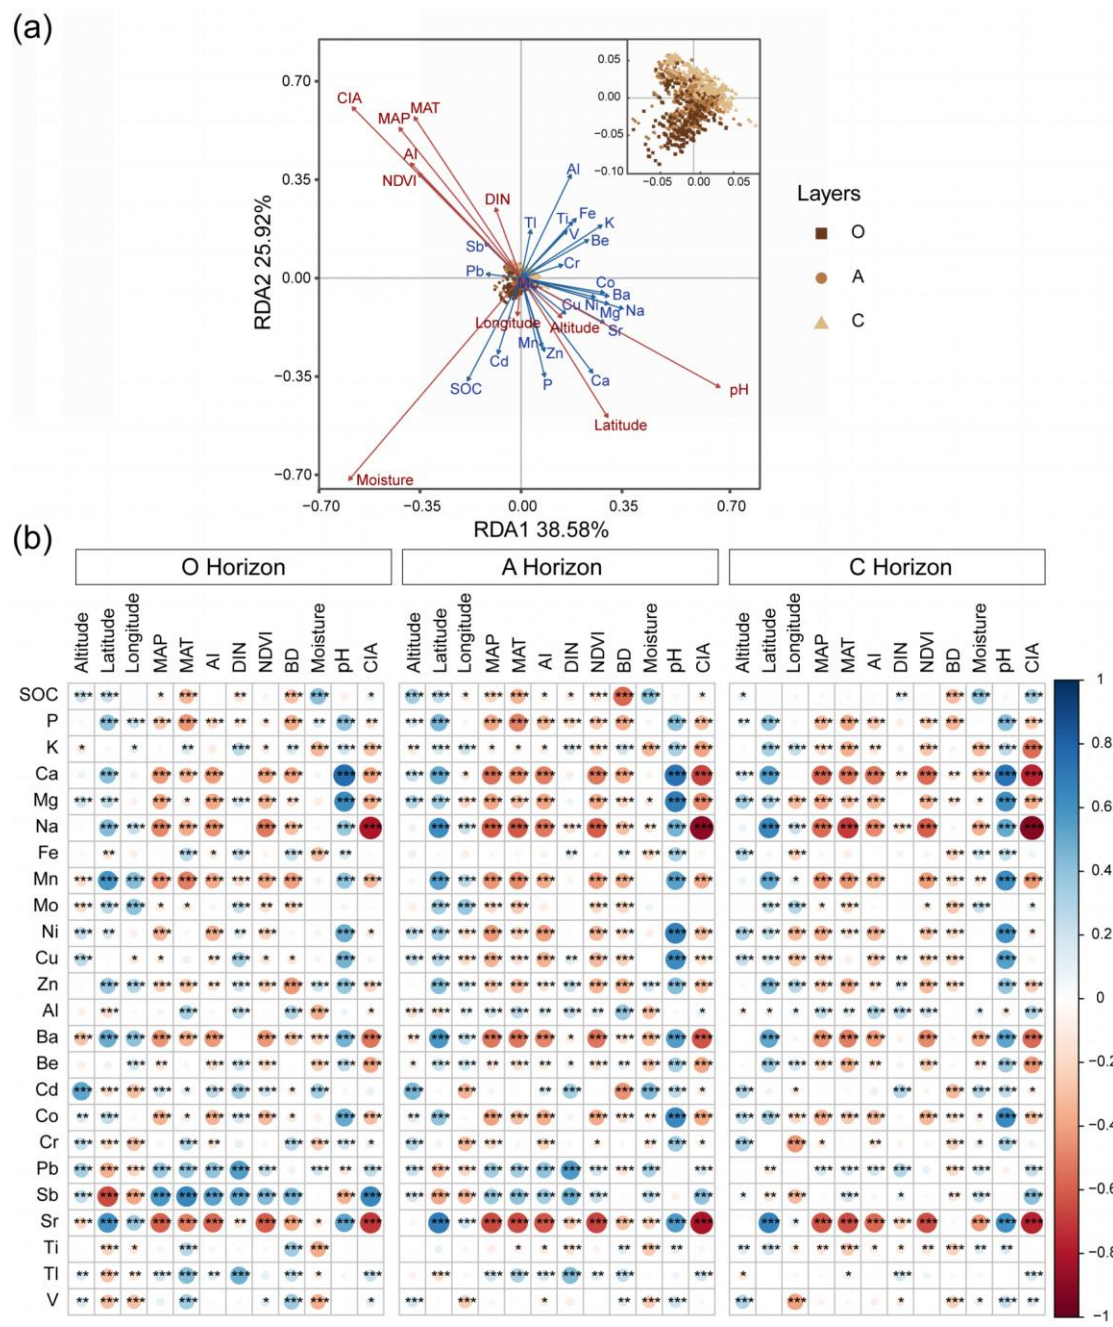 (a)
0.70
0.35
0.00
−0.35
−0.70
RDA2 25.92%
−0.70 −0.35 0.00 0.35 0.70
RDA1 38.58%
0.05
0.00
−0.05
−0.10
−0.05 0.00 0.05
CIA
MAT
MAP
AI
NDVI
DIN
Al
Tl
Ti
Fe
K
V
Be
Sb
Pb
Cr
Mo
Co
Ba
Cu
Ni
Mg
Na
Sr
Longitude
Altitude
Mn
Zn
Cd
SOC
P
Ca
pH
Latitude
Moisture
Layers
O
A
C
(b)
O Horizon A Horizon C Horizon
Altitude Latitude Longitude MAP MAT AI DIN NDVI BD Moisture pH CIA Altitude Latitude Longitude MAP MAT AI DIN NDVI BD Moisture pH CIA Altitude Latitude Longitude MAP MAT AI DIN NDVI BD Moisture pH CIA
SOC
P
K
Ca
Mg
Na
Fe
Mn
Mo
Ni
Cu
Zn
Al
Ba
Be
Cd
Co
Cr
Pb
Sb
Sr
Ti
Tl
V
1
0.8
0.6
0.4
0.2
0
−0.2
−0.4
−0.6
−0.8
−1